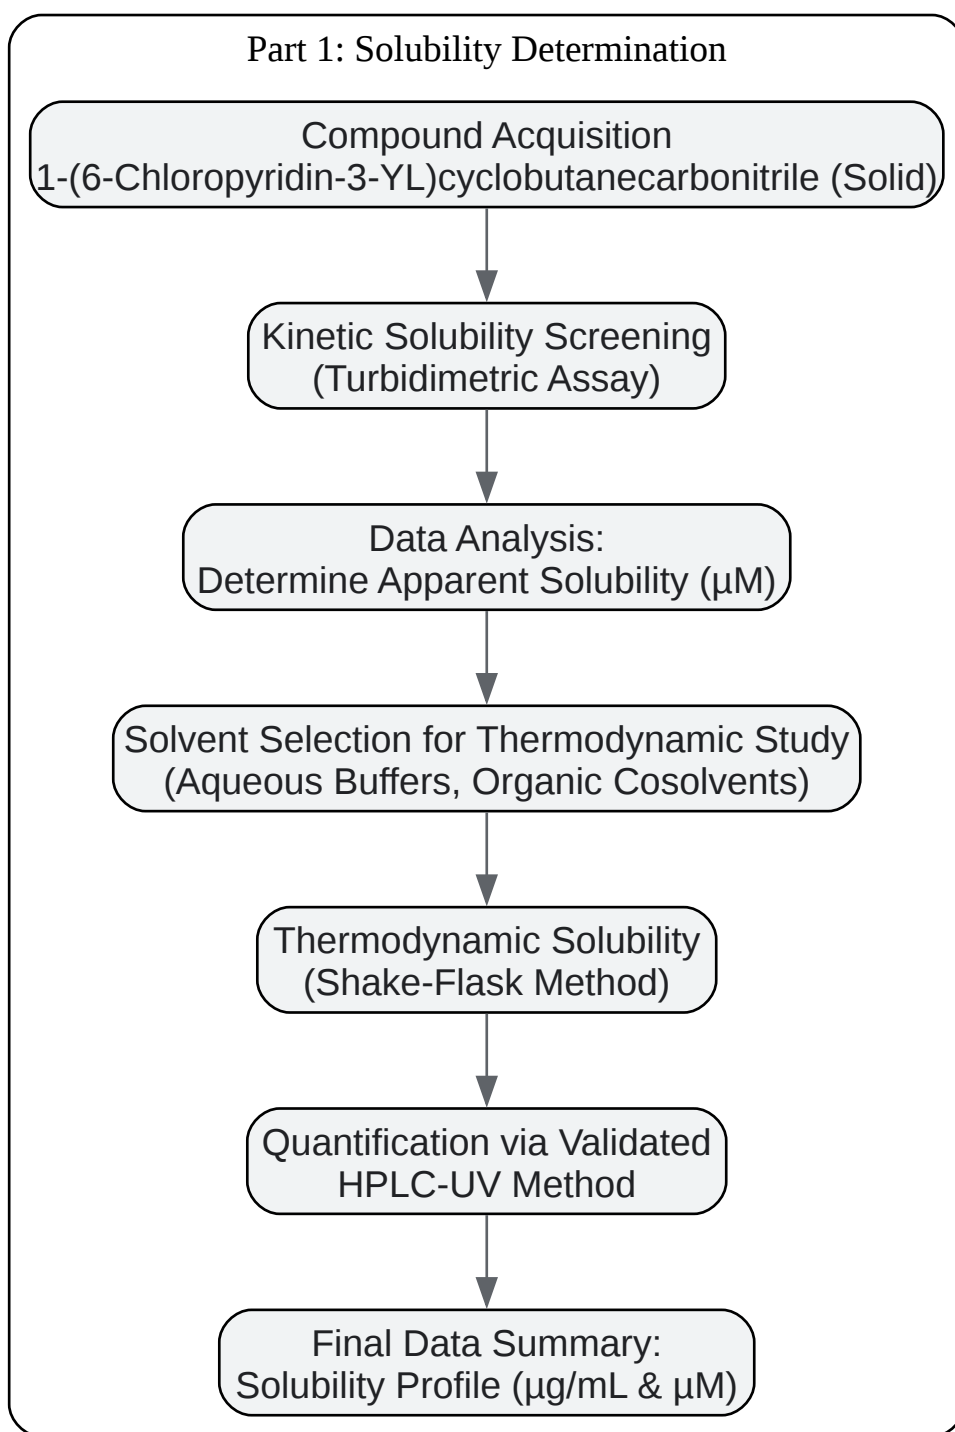 Part 1: Solubility Determination
Compound Acquisition
1-(6-Chloropyridin-3-YL)cyclobutanecarbonitrile (Solid)
Kinetic Solubility Screening
(Turbidimetric Assay)
Data Analysis:
Determine Apparent Solubility (µM)
Solvent Selection for Thermodynamic Study
(Aqueous Buffers, Organic Cosolvents)
Thermodynamic Solubility
(Shake-Flask Method)
Quantification via Validated
HPLC-UV Method
Final Data Summary:
Solubility Profile (µg/mL & µM)